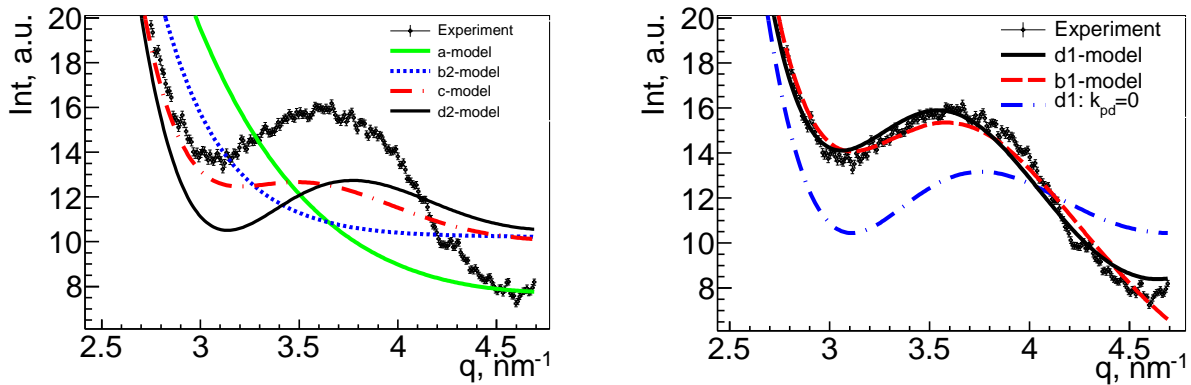 Int, a.u.
20
18
16
14
12
10
8
2.5 3 3.5 4 4.5
q, nm-1
Experiment
a-model
b2-model
c-model
d2-model
Int, a.u.
20
18
16
14
12
10
8
2.5 3 3.5 4 4.5
q, nm-1
Experiment
d1-model
b1-model
d1: kpd=0